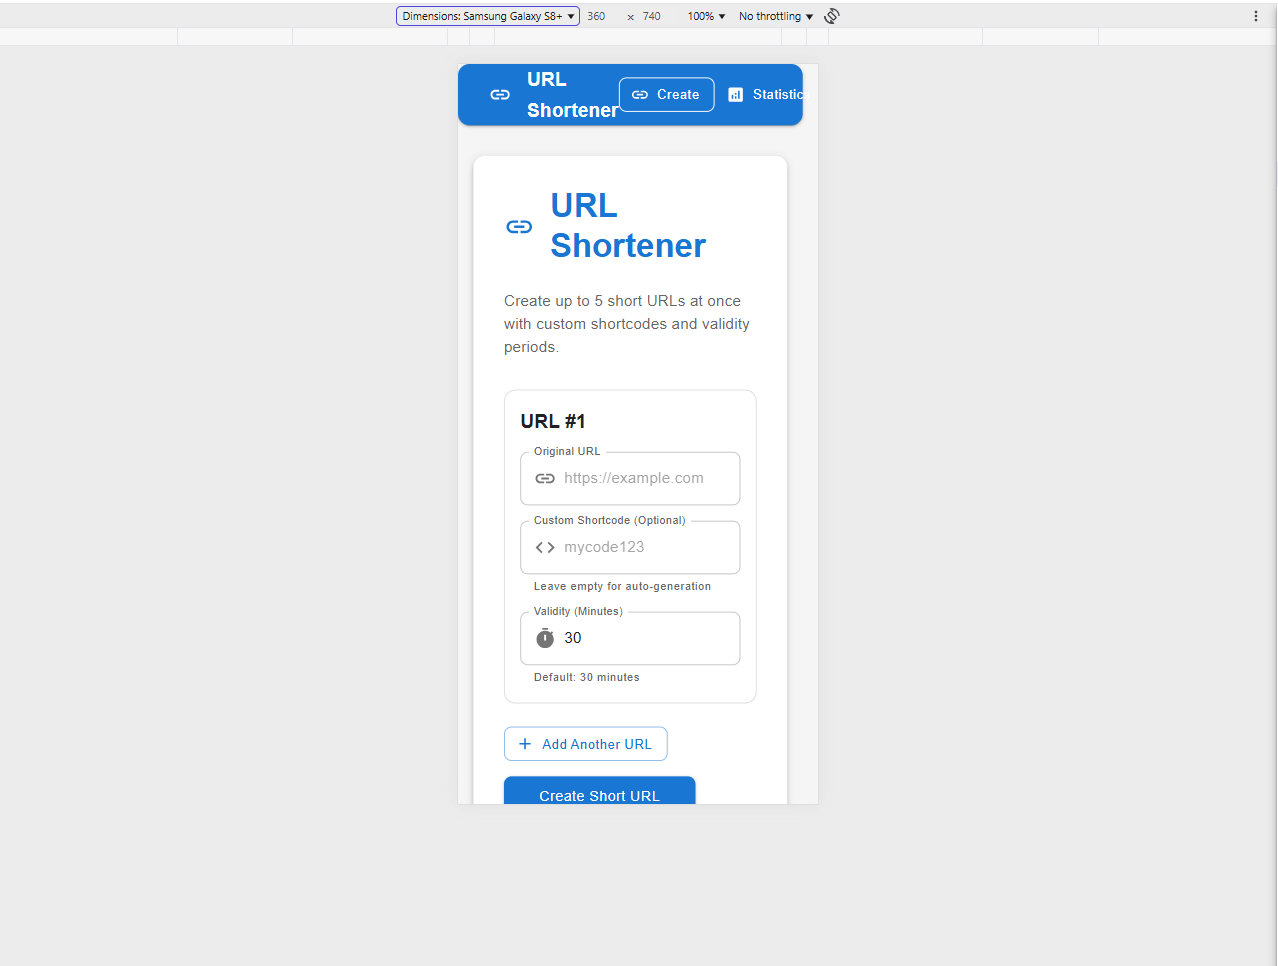 Dimensions: Samsung Galaxy S8+ 360 × 740 100% No throttling
URL
Shortener
Create
Statistics
URL
Shortener
Create up to 5 short URLs at once
with custom shortcodes and validity
periods.
URL #1
Original URL
https://example.com
Custom Shortcode (Optional)
mycode123
Leave empty for auto-generation
Validity (Minutes)
30
Default: 30 minutes
Add Another URL
Create Short URL